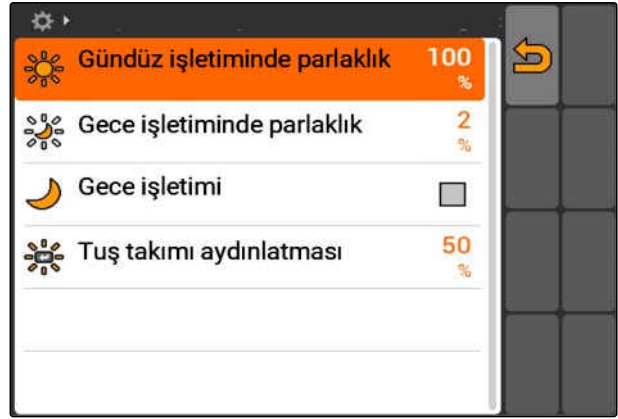 Gündüz işletiminde parlaklık 100 %
Gece işletiminde parlaklık 2 %
Gece işletimi
Tuş takımı aydınlatması 50 %